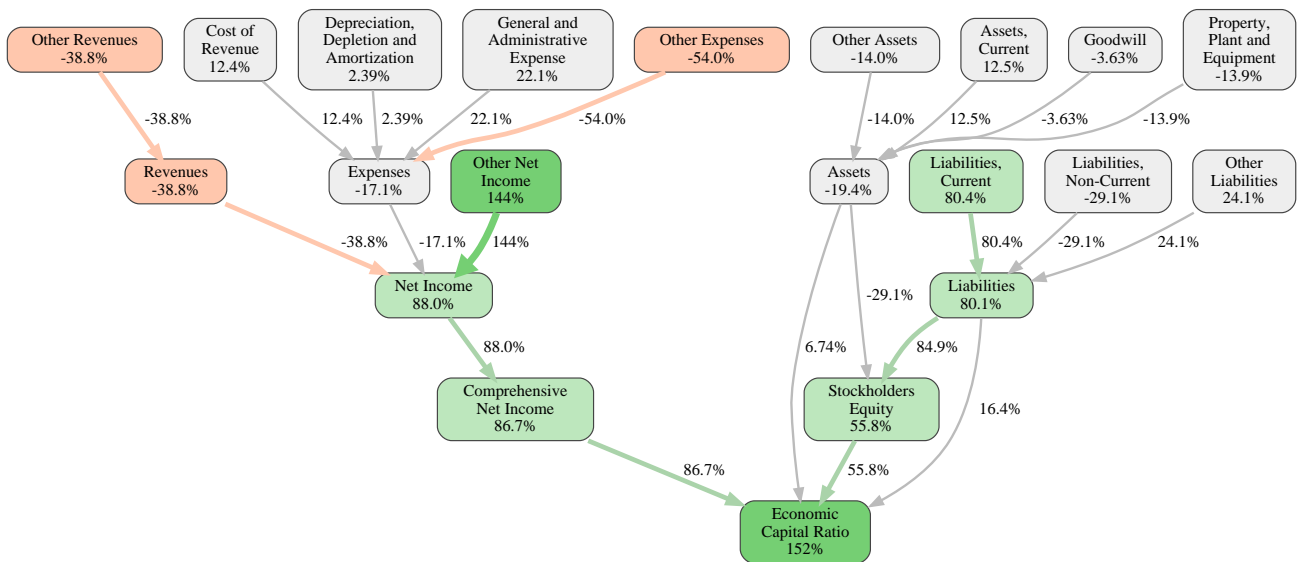 Other Revenues
-38.8%
Cost of
Revenue
12.4%
Depreciation,
Depletion and
Amortization
2.39%
General and
Administrative
Expense
22.1%
Other Expenses
-54.0%
Other Assets
-14.0%
Assets,
Current
12.5%
Goodwill
-3.63%
Property,
Plant and
Equipment
-13.9%
-38.8%
12.4%
2.39%
22.1%
-54.0%
-14.0%
12.5%
-3.63%
-13.9%
Revenues
-38.8%
Expenses
-17.1%
Other Net
Income
144%
Assets
-19.4%
Liabilities,
Current
80.4%
Liabilities,
Non-Current
-29.1%
Other
Liabilities
24.1%
-38.8%
-17.1%
144%
80.4%
-29.1%
24.1%
Net Income
88.0%
-29.1%
Liabilities
80.1%
88.0%
6.74%
84.9%
Comprehensive
Net Income
86.7%
Stockholders
Equity
55.8%
16.4%
86.7%
55.8%
Economic
Capital Ratio
152%